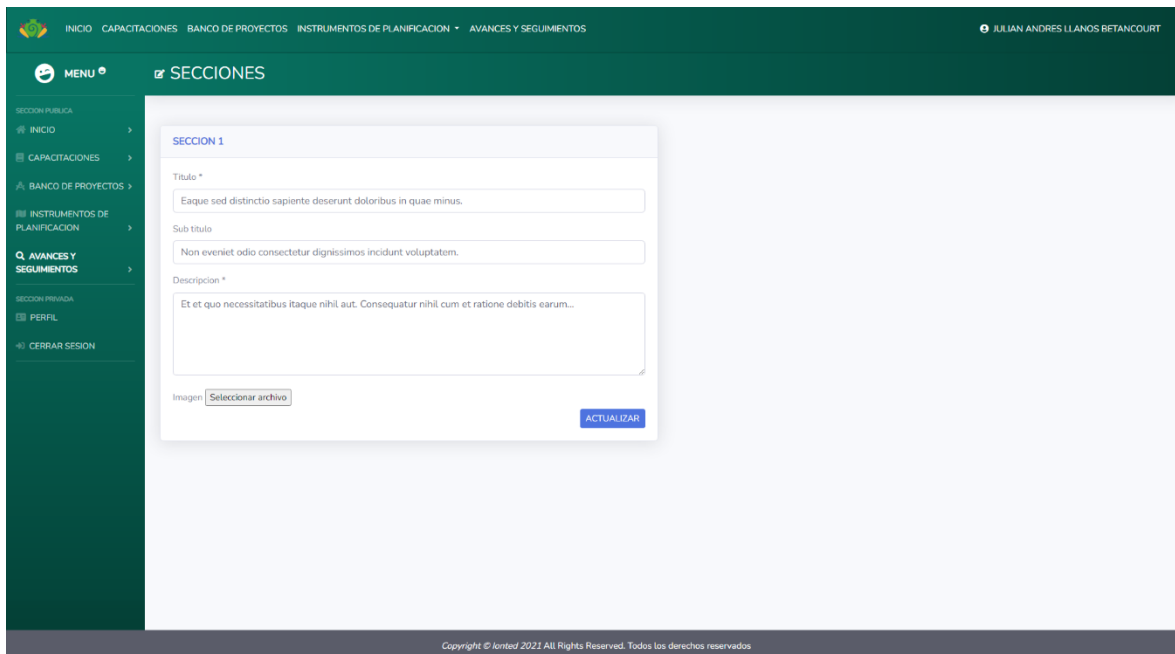 INICIO CAPACITACIONES BANCO DE PROYECTOS INSTRUMENTOS DE PLANIFICACION AVANCES Y SEGUIMIENTOS JULIAN ANDRES LLANOS BETANCOURT
MENU
SECCIONES
SECCION PUBLICA
INICIO
CAPACITACIONES
BANCO DE PROYECTOS
INSTRUMENTOS DE
PLANIFICACION
AVANCES Y
SEGUIMIENTOS
SECCION PRIVADA
PERFIL
CERRAR SESION
SECCION 1
Titulo *
Eaque sed distinctio sapiente deserunt doloribus in quae minus.
Sub titulo
Non eveniet odio consectetur dignissimos incidunt voluptatem.
Descripcion *
Et et quo necessitatibus itaque nihil aut. Consequatur nihil cum et ratione debitis earum...
Imagen Seleccionar archivo
ACTUALIZAR
Copyright © Ionted 2021 All Rights Reserved. Todos los derechos reservados